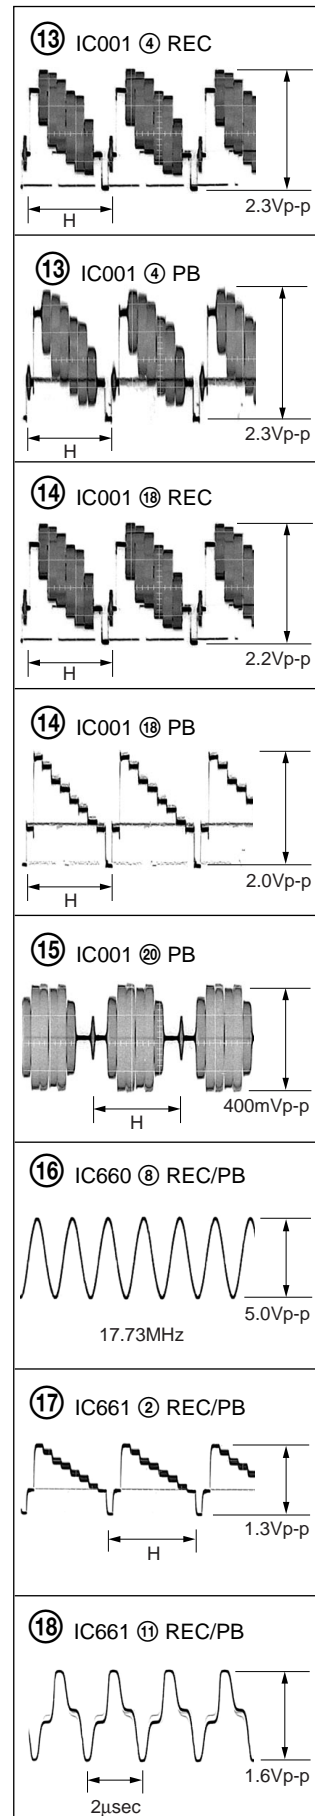 ⑬ IC001 ④ REC
2.3Vp-p
H
⑬ IC001 ④ PB
2.3Vp-p
H
⑭ IC001 ⑱ REC
2.2Vp-p
H
⑭ IC001 ⑱ PB
2.0Vp-p
H
⑮ IC001 ⑳ PB
400mVp-p
H
⑯ IC660 ⑧ REC/PB
5.0Vp-p
17.73MHz
⑰ IC661 ② REC/PB
1.3Vp-p
H
⑱ IC661 ⑪ REC/PB
1.6Vp-p
2μsec